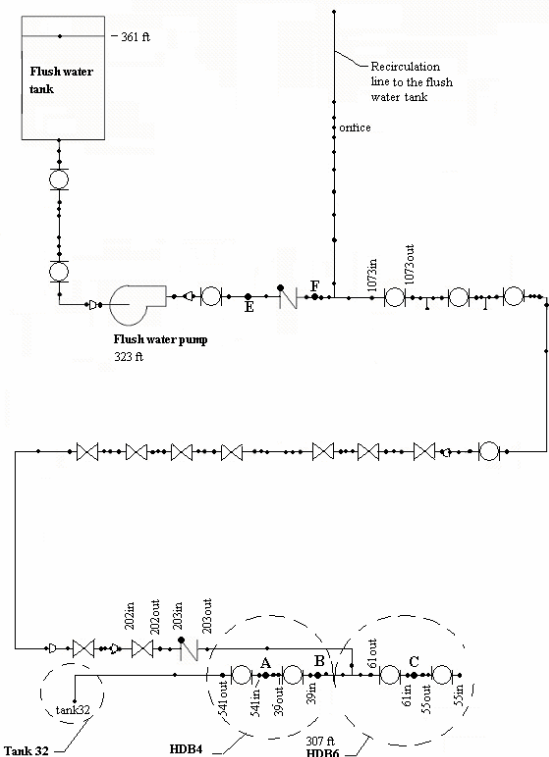 361 ft
Flush water
tank
Recirculation
line to the flush
water tank
orifice
1073in
1073out
E
F
Flush water pump
323 ft
202in
202out
203in
203out
61out
A
B
C
541out
541in
39out
39in
61in
55out
55in
tank32
Tank 32
HDB4
307 ft
HDB6